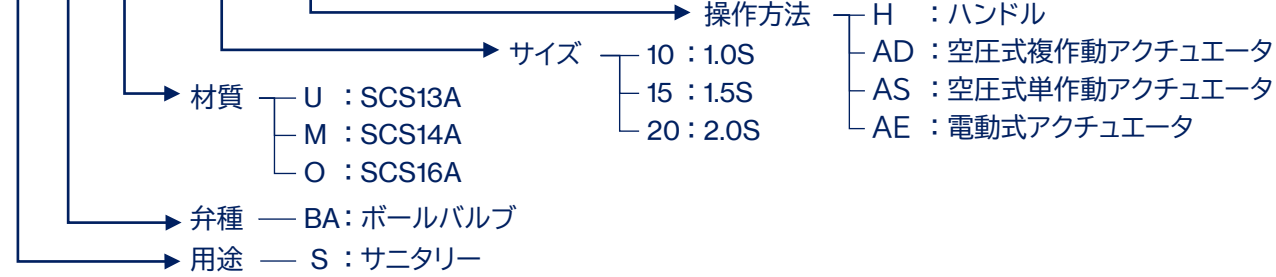 操作方法 H ：ハンドル
AD ：空圧式複作動アクチュエータ
AS ：空圧式単作動アクチュエータ
AE ：電動式アクチュエータ
サイズ 10：1.0S
15：1.5S
20：2.0S
材質 U ：SCS13A
M ：SCS14A
O ：SCS16A
弁種 BA：ボールバルブ
用途 S ：サニタリー